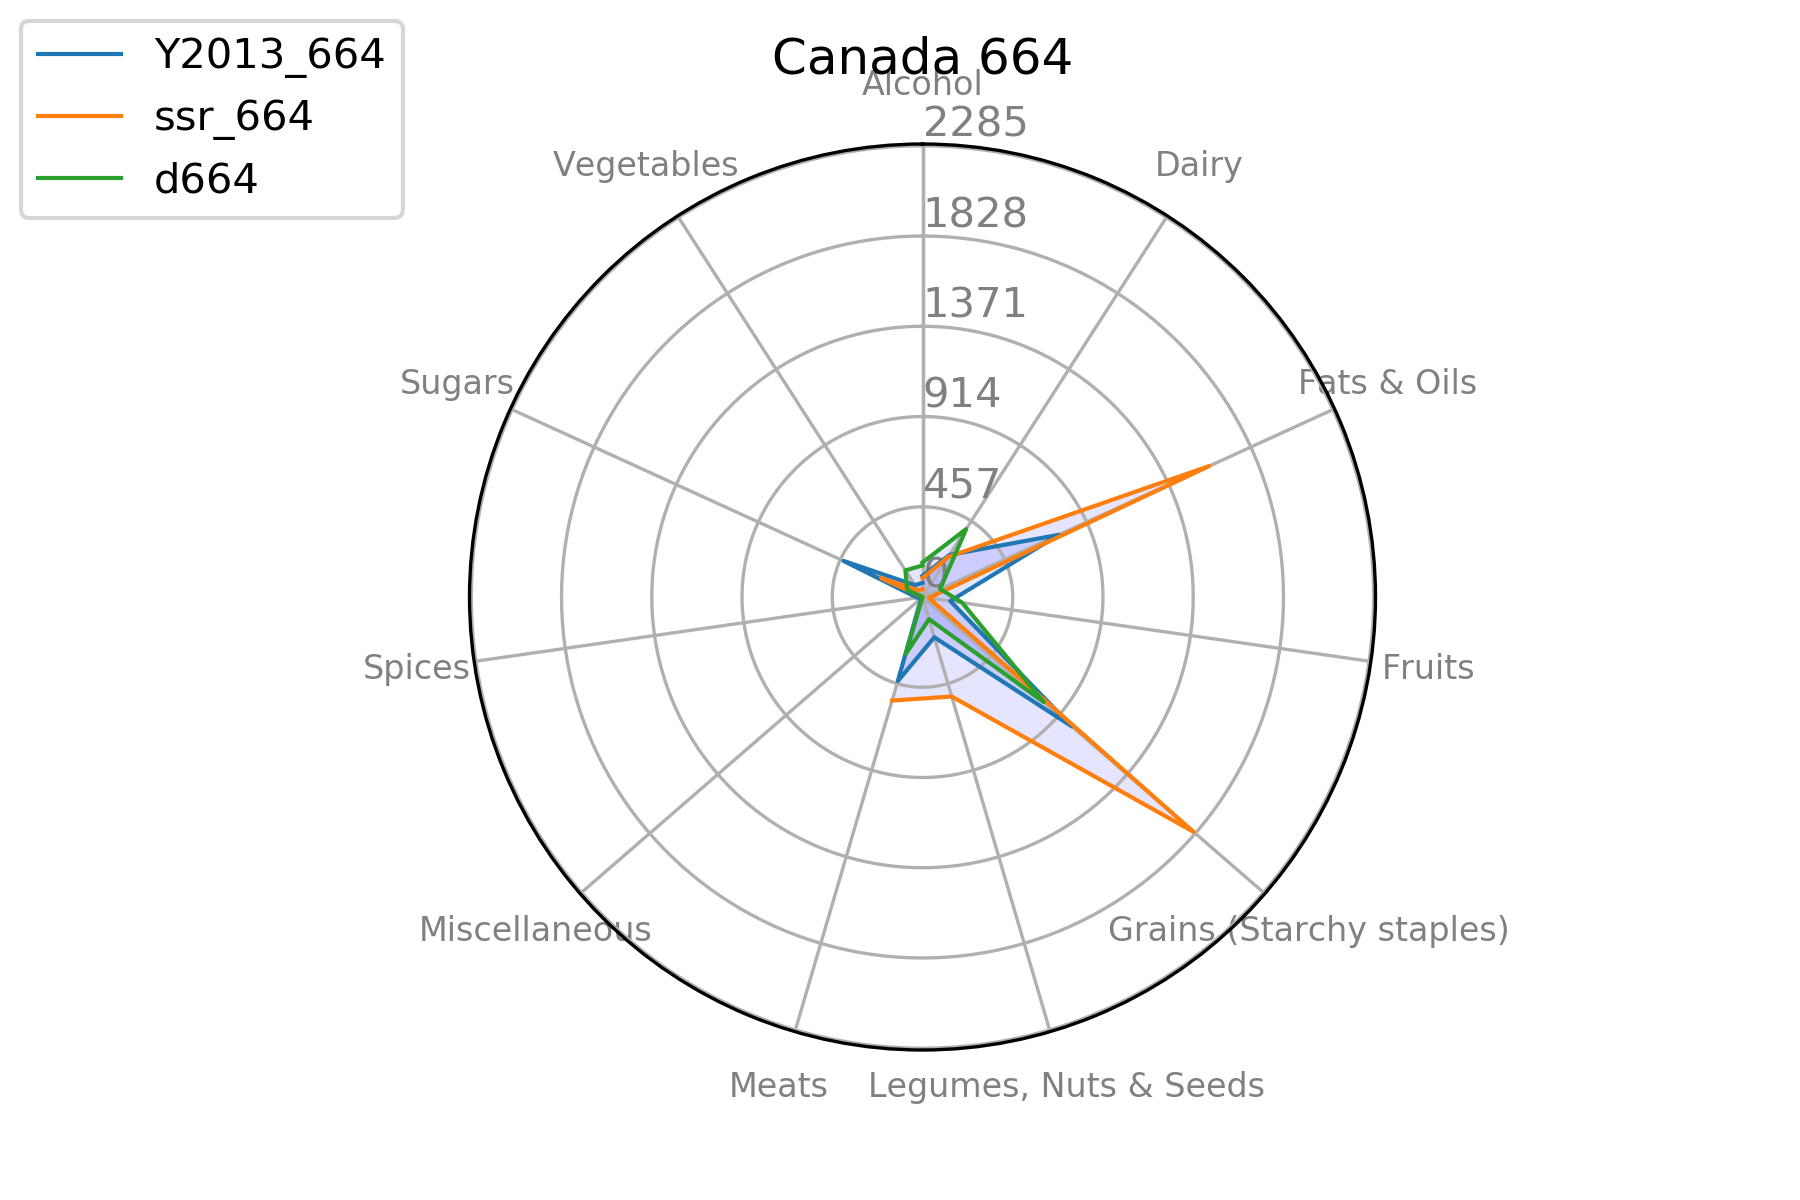 Y2013_664
ssr_664
d664
Canada 664
Alcohol
2285
Vegetables
Dairy
1828
1371
Sugars
Fats & Oils
914
457
0
Spices
Fruits
Miscellaneous
Grains (Starchy staples)
Meats
Legumes, Nuts & Seeds